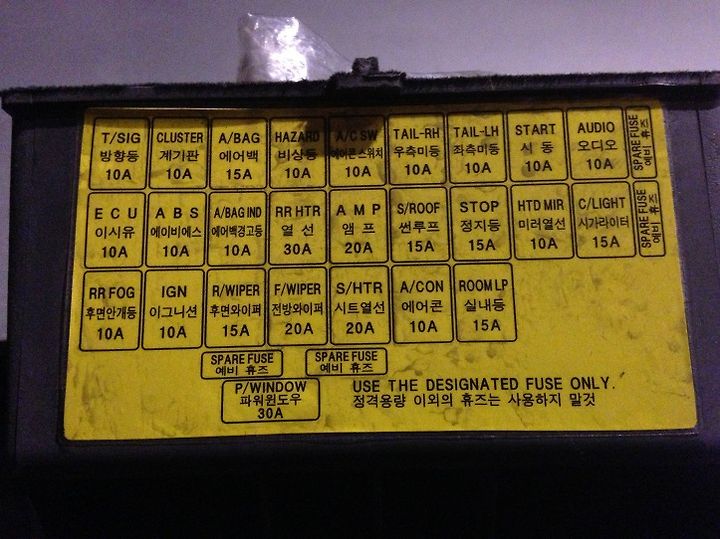 T/SIG
방향등
10A
CLUSTER
계기판
10A
A/BAG
에어백
15A
HAZARD
비상등
10A
A/C SW
에어콘스위치
10A
TAIL-RH
우측미등
10A
TAIL-LH
좌측미등
10A
START
시 동
10A
AUDIO
오디오
10A
SPARE FUSE
예비 휴즈
E C U
이시유
10A
A B S
에이비에스
10A
A/BAG IND
에어백경고등
10A
RR HTR
열 선
30A
A M P
앰 프
20A
S/ROOF
썬루프
15A
STOP
정지등
15A
HTD MIR
미러열선
10A
C/LIGHT
시가라이터
15A
SPARE FUSE
예비 휴즈
RR FOG
후면안개등
10A
IGN
이그니션
10A
R/WIPER
후면와이퍼
15A
F/WIPER
전방와이퍼
20A
S/HTR
시트열선
20A
A/CON
에어콘
10A
ROOM LP
실내등
15A
SPARE FUSE
예비 휴즈
SPARE FUSE
예비 휴즈
P/WINDOW
파워윈도우
30A
USE THE DESIGNATED FUSE ONLY.
정격용량 이외의 휴즈는 사용하지 말것